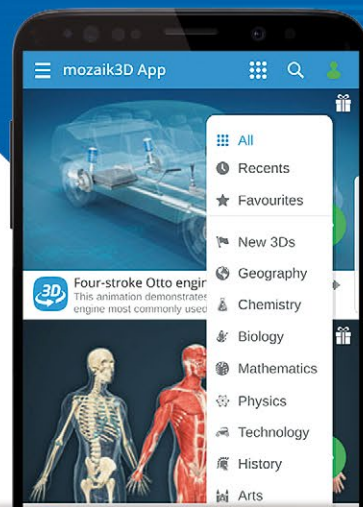 mozaik3D App
All
Recents
Favourites
New 3Ds
Geography
Chemistry
Biology
Mathematics
Physics
Technology
History
Arts
3D
Four-stroke Otto engin
This animation demonstrates
engine most commonly used